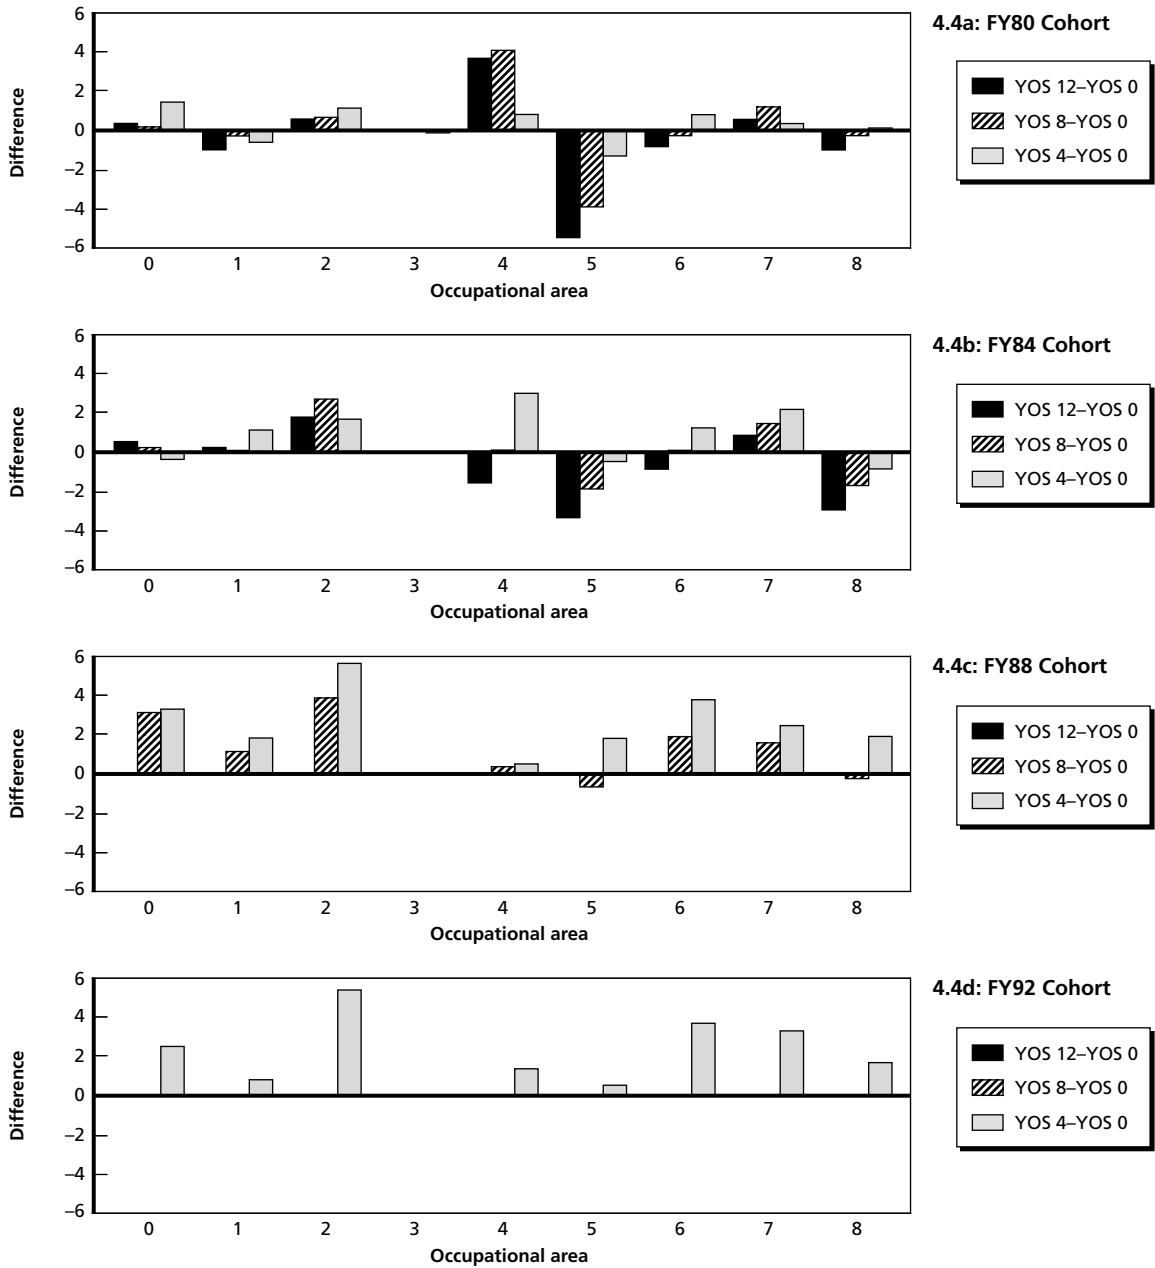 4.4a: FY80 Cohort
6
4
2
0
–2
–4
–6
Difference
0 1 2 3 4 5 6 7 8
Occupational area
YOS 12–YOS 0
YOS 8–YOS 0
YOS 4–YOS 0
4.4b: FY84 Cohort
6
4
2
0
–2
–4
–6
Difference
0 1 2 3 4 5 6 7 8
Occupational area
YOS 12–YOS 0
YOS 8–YOS 0
YOS 4–YOS 0
4.4c: FY88 Cohort
6
4
2
0
–2
–4
–6
Difference
0 1 2 3 4 5 6 7 8
Occupational area
YOS 12–YOS 0
YOS 8–YOS 0
YOS 4–YOS 0
4.4d: FY92 Cohort
6
4
2
0
–2
–4
–6
Difference
0 1 2 3 4 5 6 7 8
Occupational area
YOS 12–YOS 0
YOS 8–YOS 0
YOS 4–YOS 0